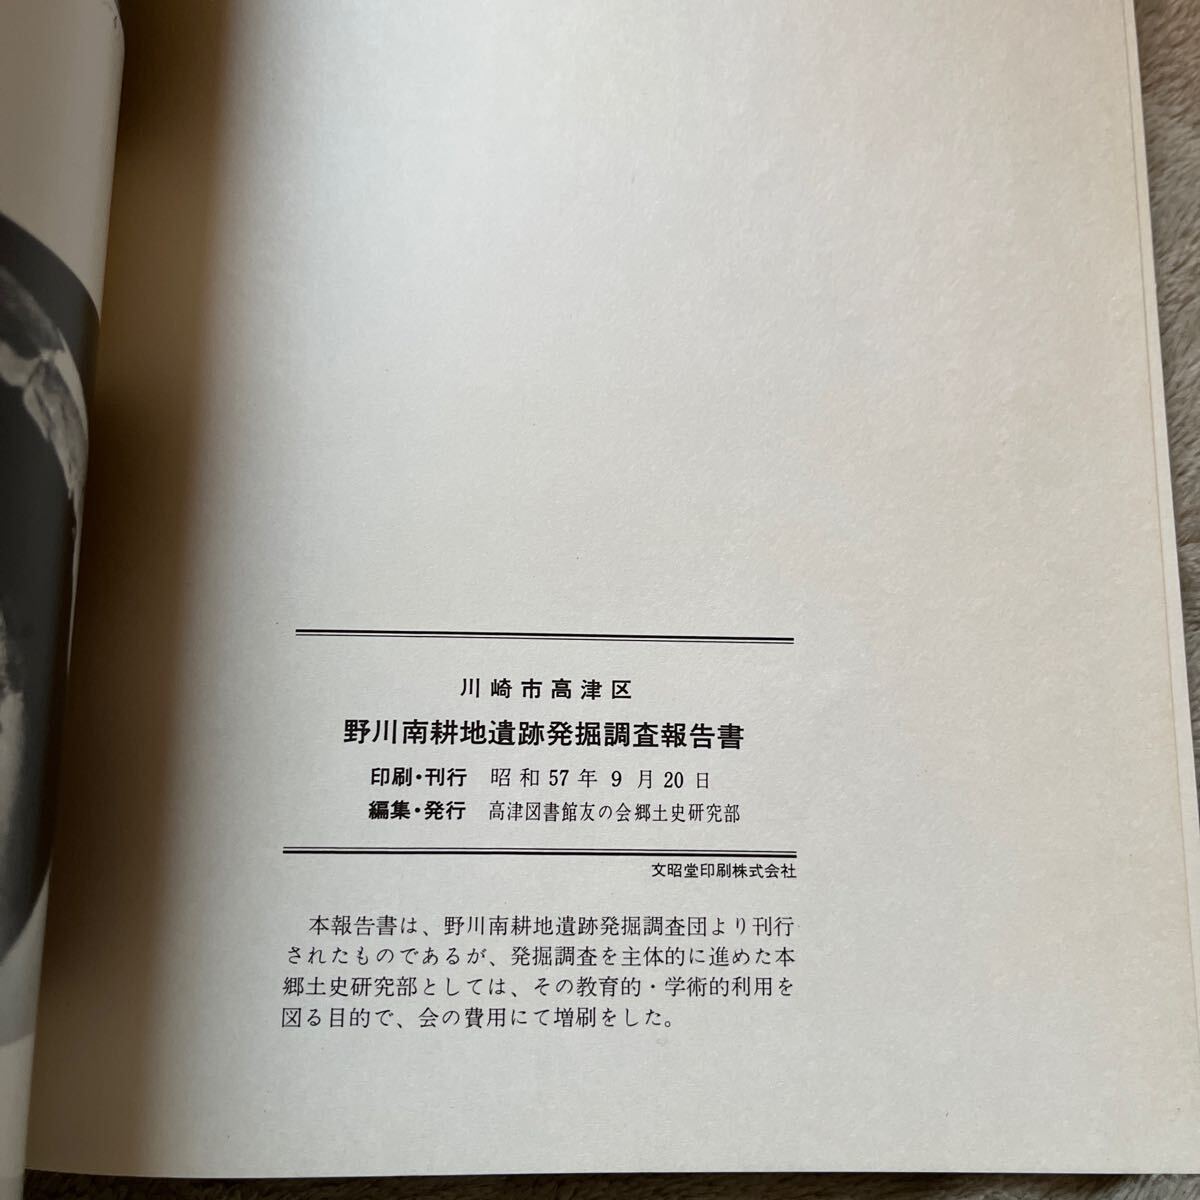 川崎市高津区
野川南耕地遺跡発掘調査報告書
印刷・刊行　昭和57年9月20日
編集・発行　高津図書館友の会郷土史研究部
文昭堂印刷株式会社
本報告書は、野川南耕地遺跡発掘調査団より刊行
されたものであるが、発掘調査を主体的に進めた本
郷土史研究部としては、その教育的・学術的利用を
図る目的で、会の費用にて増刷をした。